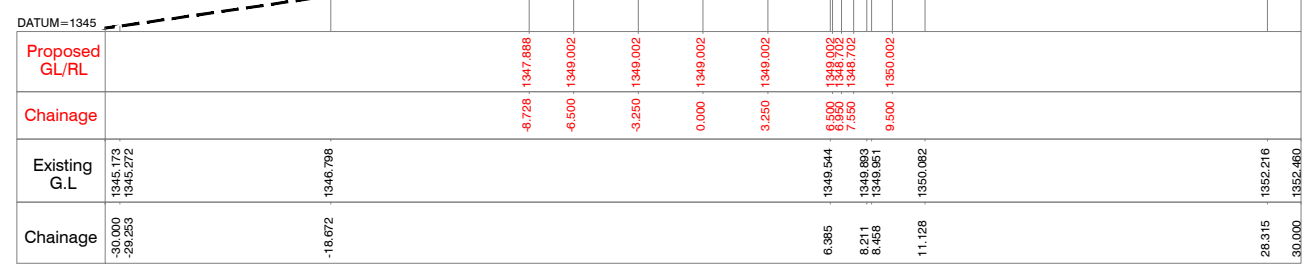 DATUM=1345
Proposed
GL/RL
1347.888 1349.002 1349.002 1349.002 1349.002 1349.002 1348.702 1348.702 1350.002
Chainage
-8.728 -6.500 -3.250 0.000 3.250 6.500 6.950 7.550 9.500
Existing
G.L
1345.173 1345.272 1346.798 1349.544 1349.893 1349.951 1350.082 1352.216 1352.460
Chainage
-30.000 -29.253 -18.672 6.385 8.211 8.458 11.128 28.315 30.000